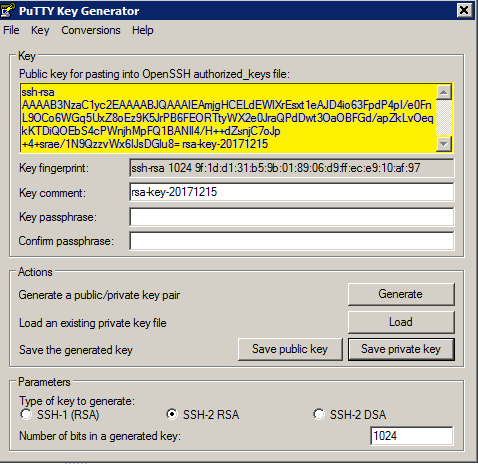 PuTTY Key Generator
File Key Conversions Help
Key
Public key for pasting into OpenSSH authorized_keys file:
ssh-rsa
AAAAB3NzaC1yc2EAAAABJQAAAIEAmjgHCELdEWIXrEsxt1eAJD4io63FpdP4pI/e0Fn
L9OCo6WGq5UxZ8oEz9K5JrPB6FEORTtyWX2e0JraQPdDwt3OaOBFGd/apZkLvOeq
kKTDiQOEbS4cPWnjhMpFQ1BANIl4/H++dZsnjC7oJp
+4+srae/1N9QzzvWx6IJsDGlu8= rsa-key-20171215
Key fingerprint: ssh-rsa 1024 9f:1d:d1:31:b5:9b:01:89:06:d9:ff:ec:e9:10:af:97
Key comment: rsa-key-20171215
Key passphrase:
Confirm passphrase:
Actions
Generate a public/private key pair Generate
Load an existing private key file Load
Save the generated key Save public key Save private key
Parameters
Type of key to generate:
SSH-1 (RSA) SSH-2 RSA SSH-2 DSA
Number of bits in a generated key: 1024